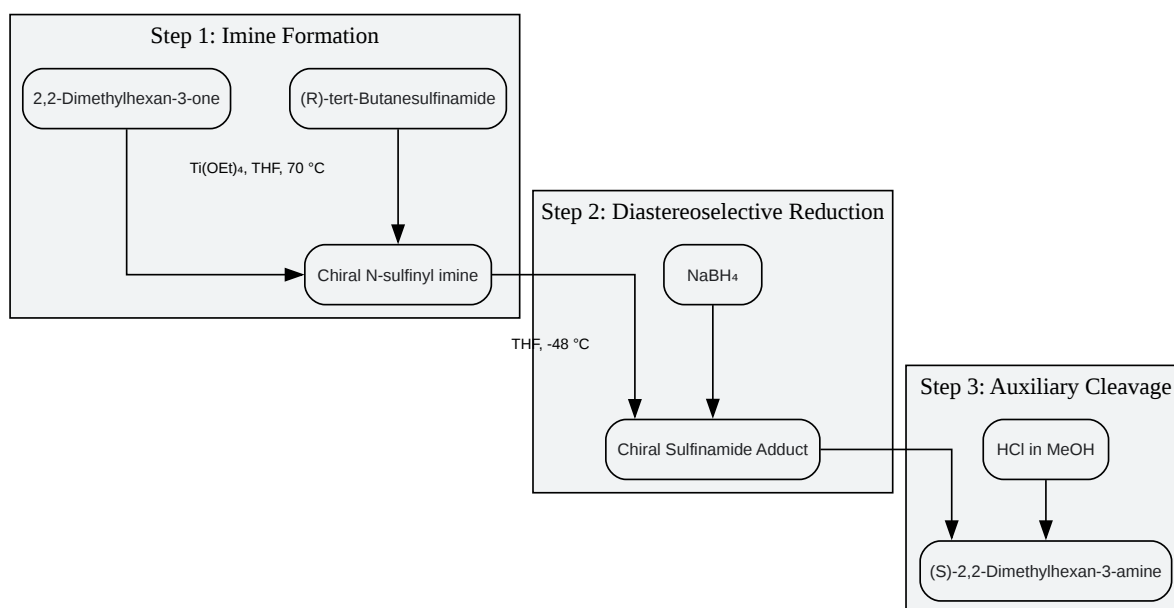 Step 1: Imine Formation
2,2-Dimethylhexan-3-one
(R)-tert-Butanesulfinamide
Ti(OEt)₄, THF, 70 °C
Chiral N-sulfinyl imine
Step 2: Diastereoselective Reduction
NaBH₄
THF, -48 °C
Chiral Sulfinamide Adduct
Step 3: Auxiliary Cleavage
HCl in MeOH
(S)-2,2-Dimethylhexan-3-amine